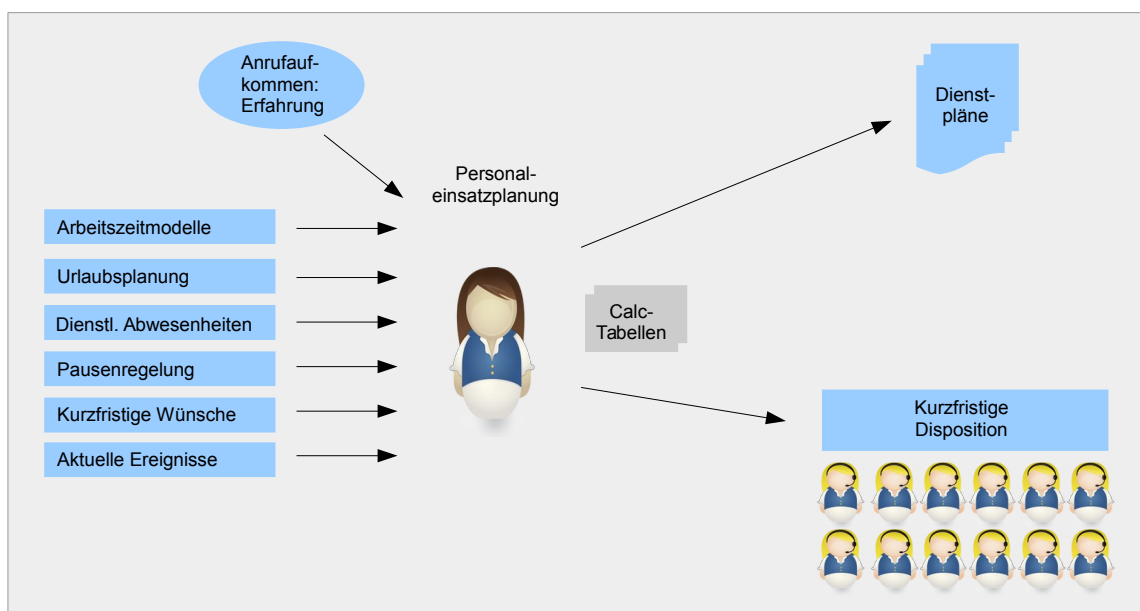 Anrufauf-
kommen:
Erfahrung
Dienst-
pläne
Personal-
einsatzplanung
Arbeitszeitmodelle
Urlaubsplanung
Dienstl. Abwesenheiten
Pausenregelung
Kurzfristige Wünsche
Aktuelle Ereignisse
Calc-
Tabellen
Kurzfristige
Disposition